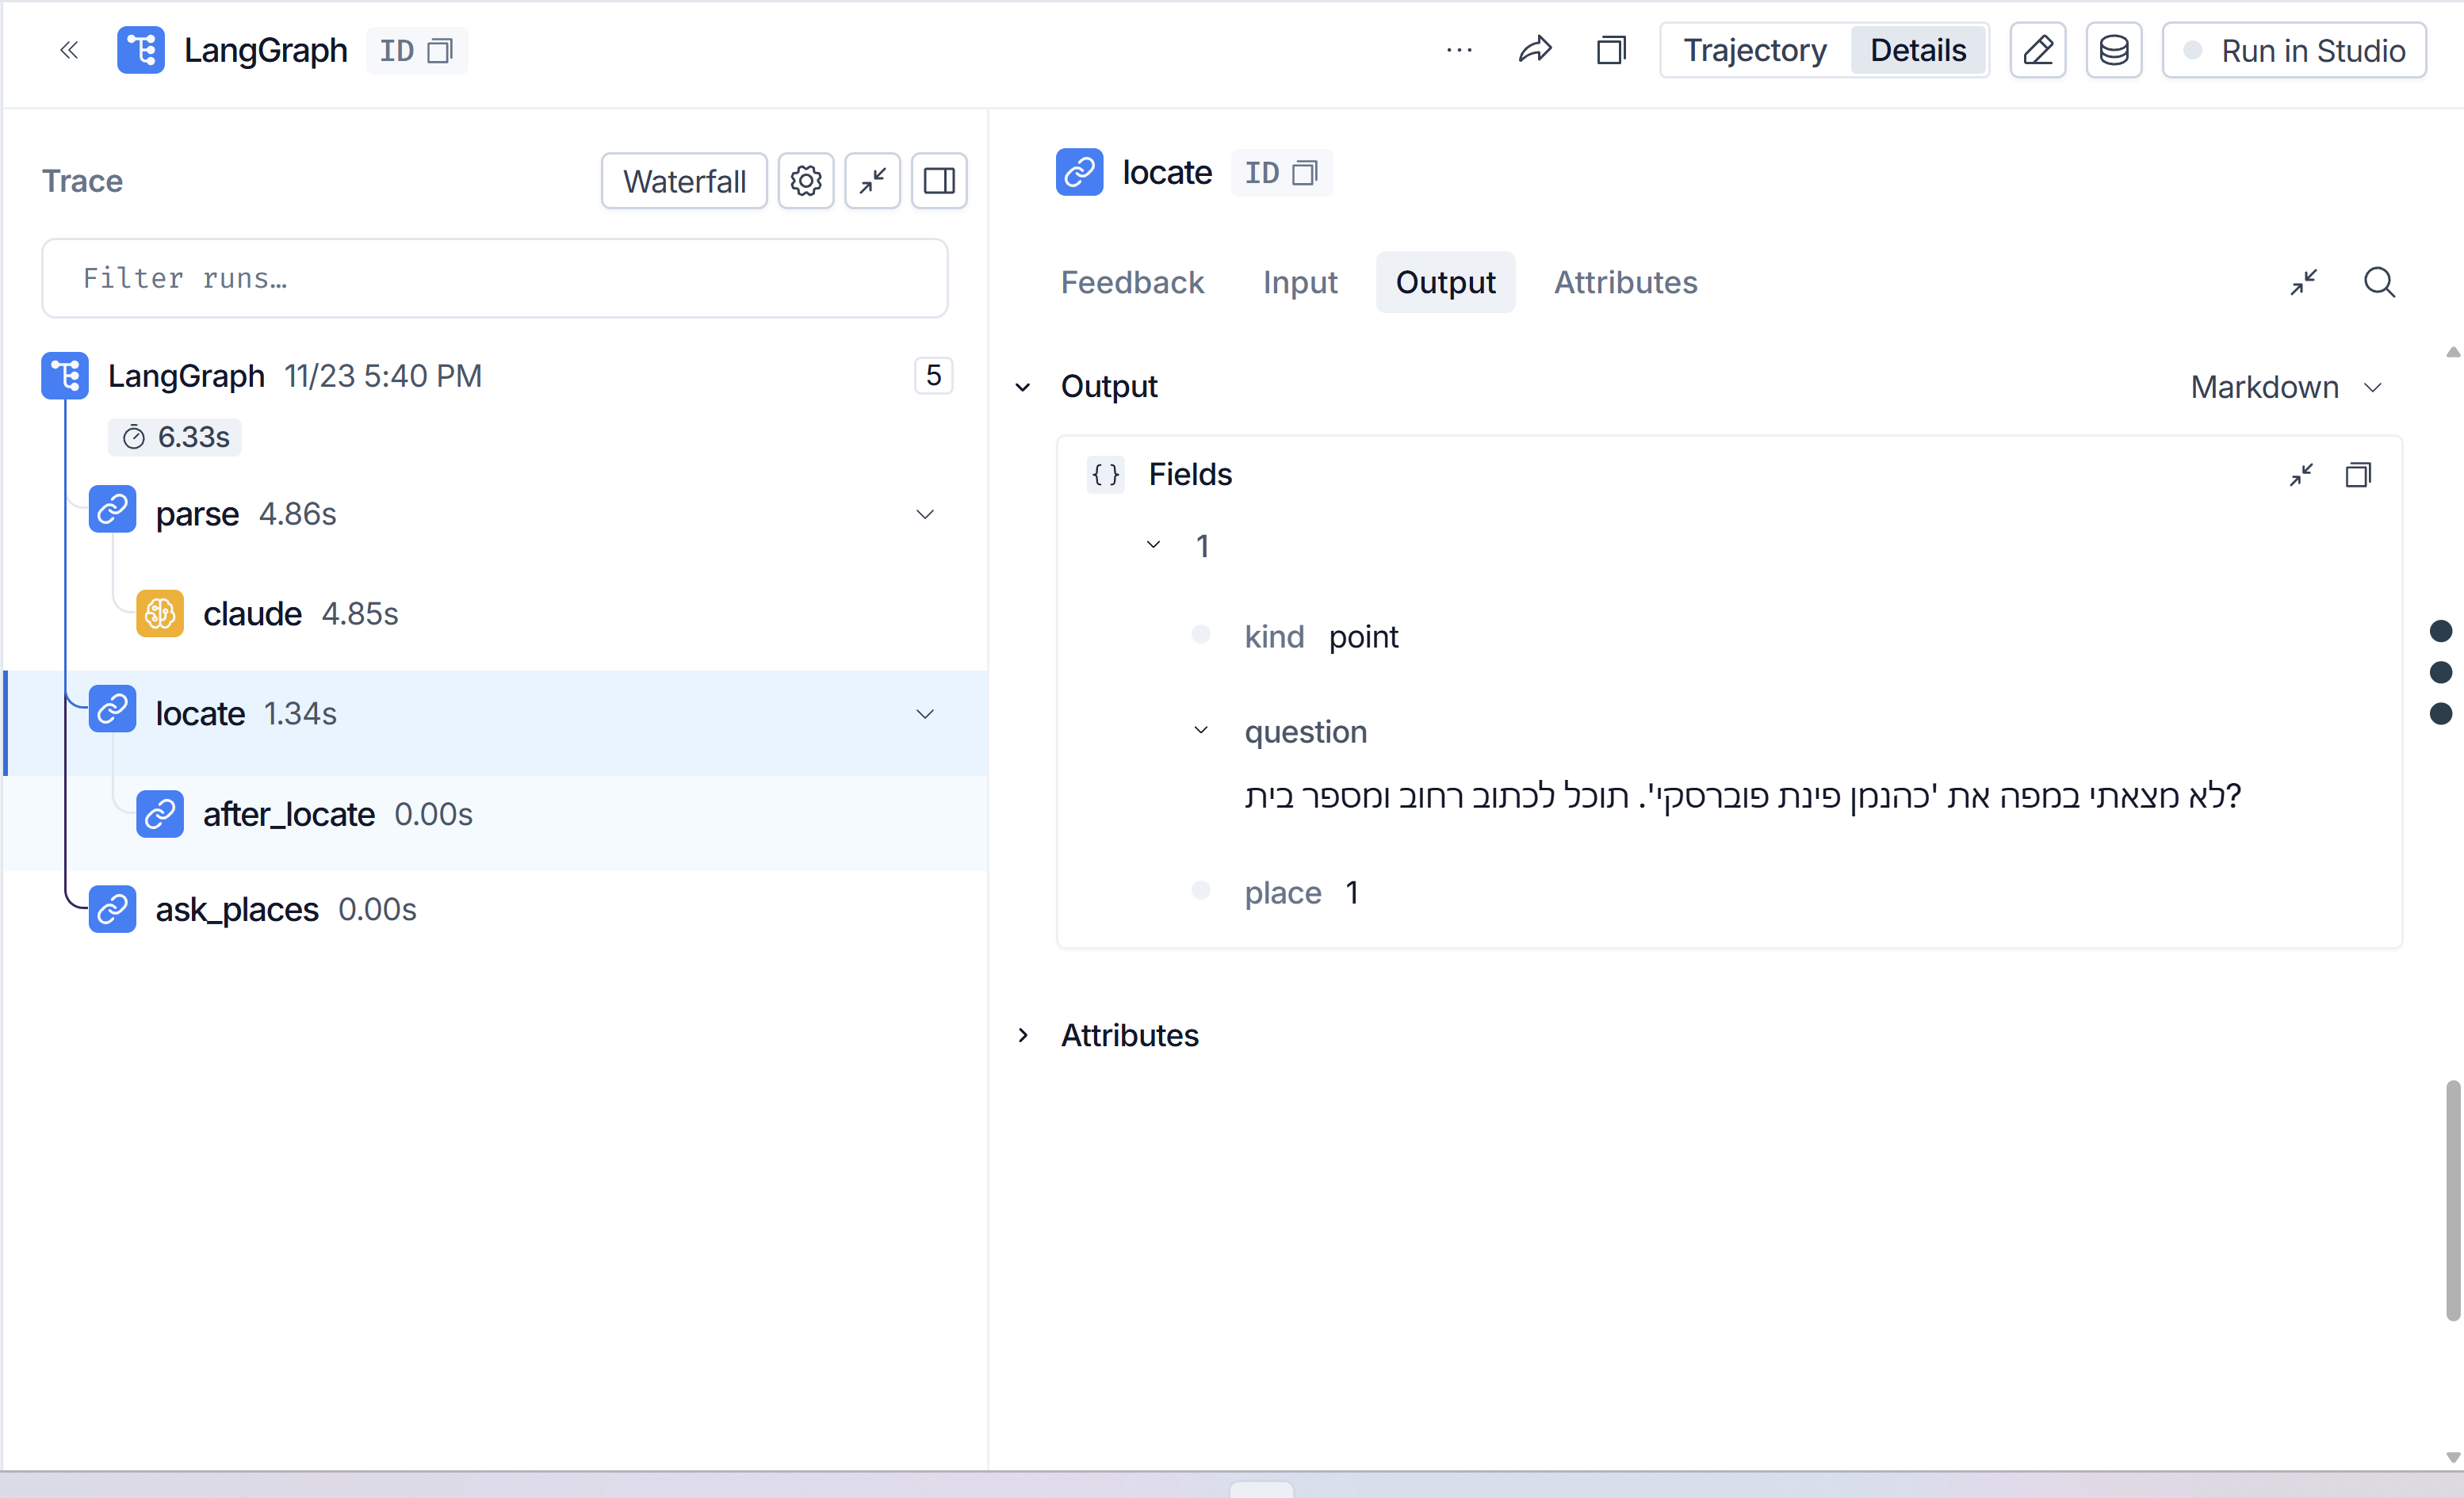 LangGraph ID
Trajectory Details Run in Studio
Trace Waterfall
Filter runs…
LangGraph 11/23 5:40 PM 5
6.33s
parse 4.86s
claude 4.85s
locate 1.34s
after_locate 0.00s
ask_places 0.00s
locate ID
Feedback Input Output Attributes
Output Markdown
{} Fields
1
kind point
question
לא מצאתי במפה את 'כהנמן פינת פוברסקי'. תוכל לכתוב רחוב ומספר בית?
place 1
Attributes